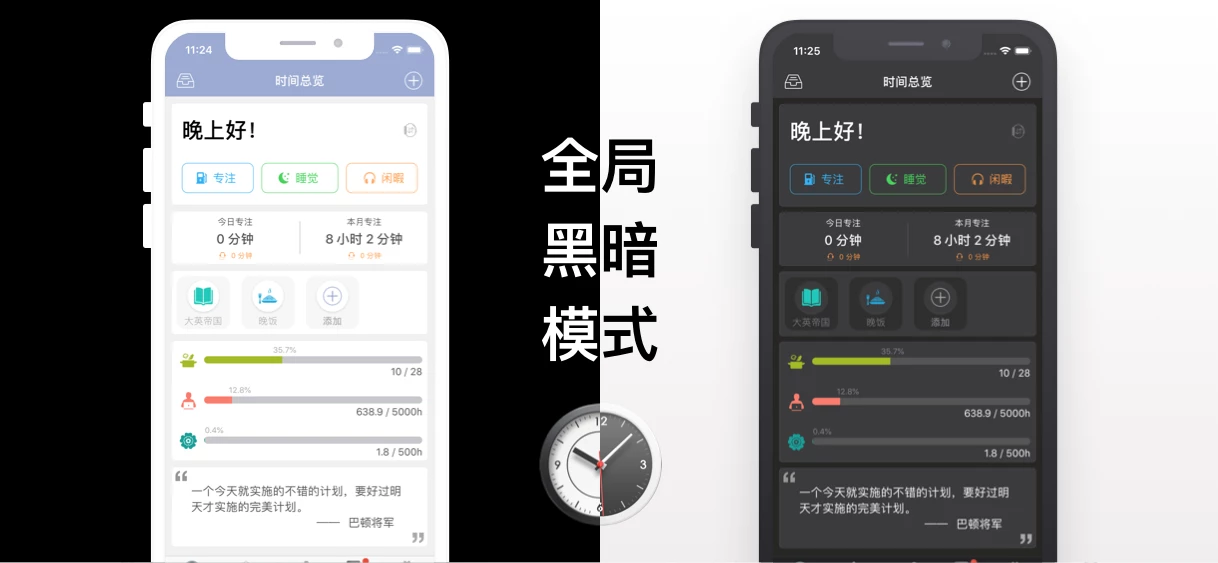 11:24
时间总览
晚上好!
专注
睡觉
闲暇
今日专注
本月专注
0 分钟
8 小时 2 分钟
0 分钟
0 分钟
大英帝国
晚饭
添加
35.7%
10 / 28
12.8%
638.9 / 5000h
0.4%
1.8 / 500h
“
一个今天就实施的不错的计划，要好过明
天才实施的完美计划。
—— 巴顿将军
”
全局
黑暗
模式
12
9
3
6
11:25
时间总览
晚上好!
专注
睡觉
闲暇
今日专注
本月专注
0 分钟
8 小时 2 分钟
0 分钟
0 分钟
大英帝国
晚饭
添加
35.7%
10 / 28
12.8%
638.9 / 5000h
0.4%
1.8 / 500h
“
一个今天就实施的不错的计划，要好过明
天才实施的完美计划。
—— 巴顿将军
”